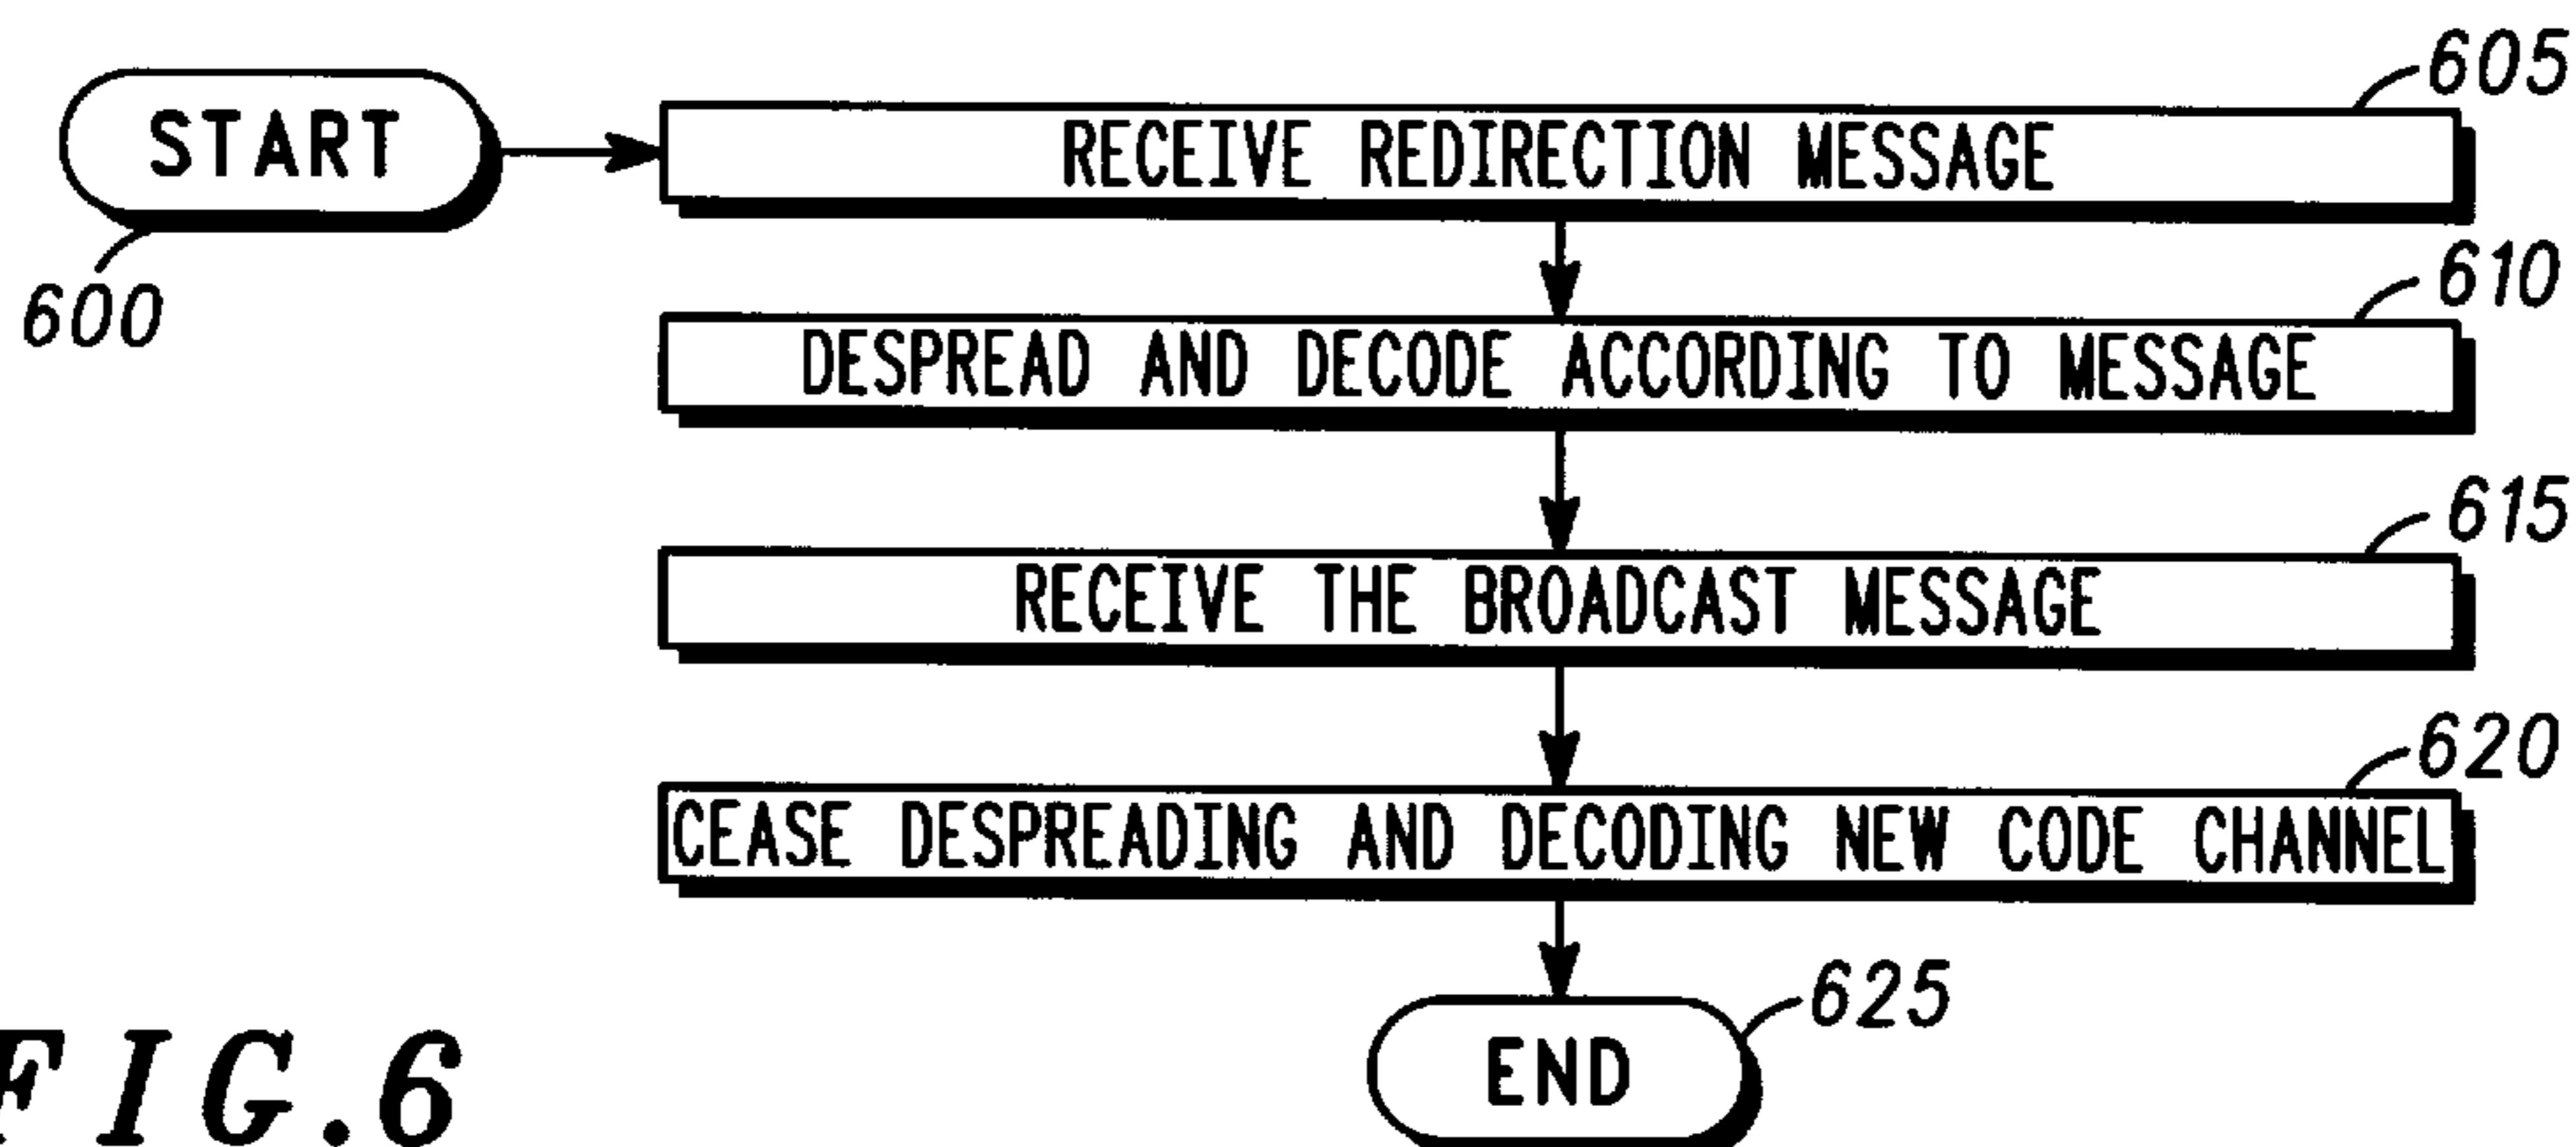 START
600
RECEIVE REDIRECTION MESSAGE
605
DESPREAD AND DECODE ACCORDING TO MESSAGE
610
RECEIVE THE BROADCAST MESSAGE
615
CEASE DESPREADING AND DECODING NEW CODE CHANNEL
620
END
625
FIG.6